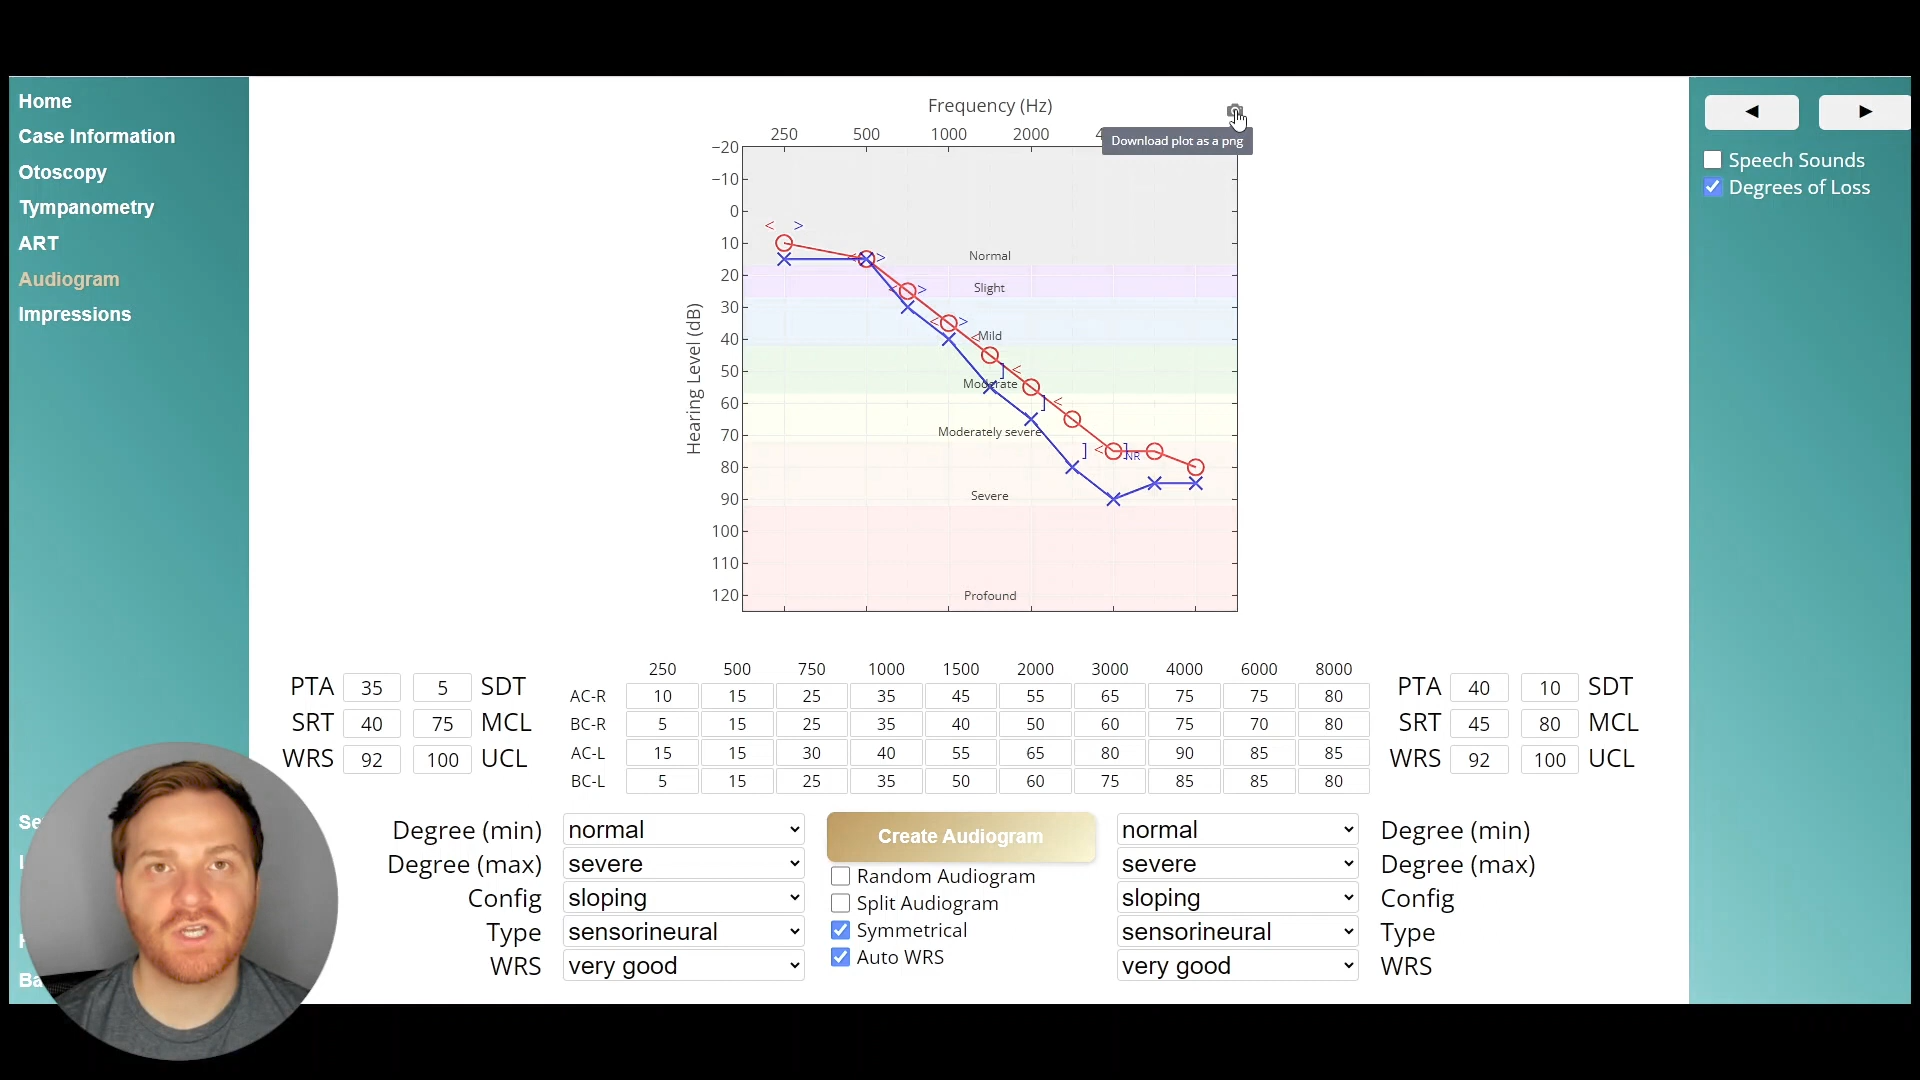 Home
Case Information
Otoscopy
Tympanometry
ART
Audiogram
Impressions
Frequency (Hz)
250 500 1000 2000
Download plot as a png
Hearing Level (dB)
−20
−10
0
10
20
30
40
50
60
70
80
90
100
110
120
Normal
Slight
Mild
Moderate
Moderately severe
NR
Severe
Profound
◄ ►
Speech Sounds
Degrees of Loss
PTA 35 5 SDT
SRT 40 75 MCL
WRS 92 100 UCL
250 500 750 1000 1500 2000 3000 4000 6000 8000
AC-R 10 15 25 35 45 55 65 75 75 80
BC-R 5 15 25 35 40 50 60 75 70 80
AC-L 15 15 30 40 55 65 80 90 85 85
BC-L 5 15 25 35 50 60 75 85 85 80
PTA 40 10 SDT
SRT 45 80 MCL
WRS 92 100 UCL
Degree (min) normal
Degree (max) severe
Config sloping
Type sensorineural
WRS very good
Create Audiogram
Random Audiogram
Split Audiogram
Symmetrical
Auto WRS
normal Degree (min)
severe Degree (max)
sloping Config
sensorineural Type
very good WRS